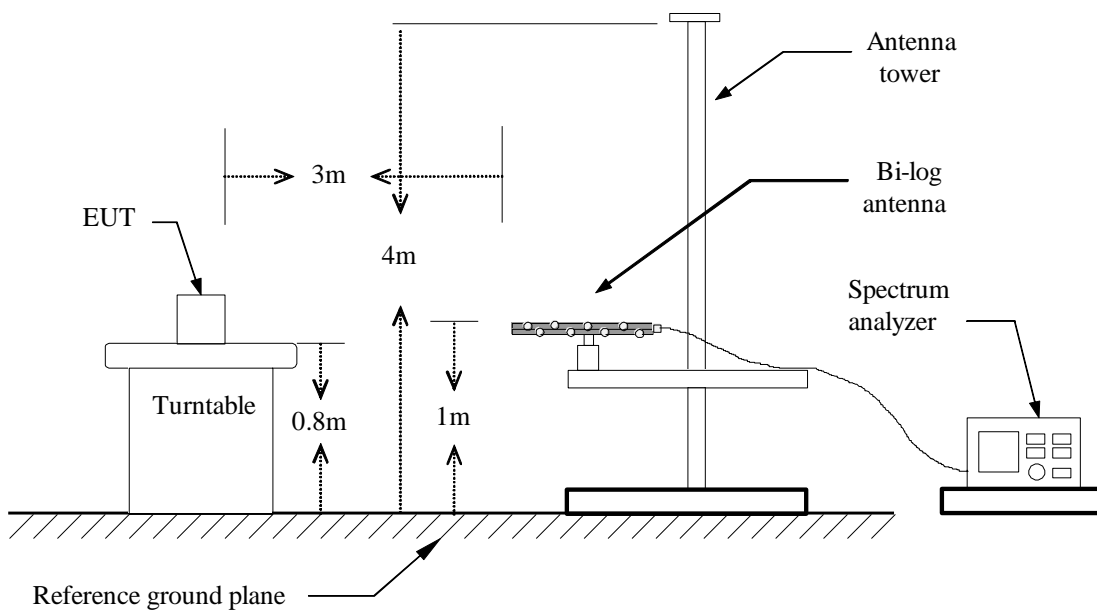 Antenna
tower
3m
Bi-log
antenna
EUT
4m
Spectrum
analyzer
Turntable
0.8m
1m
Reference ground plane